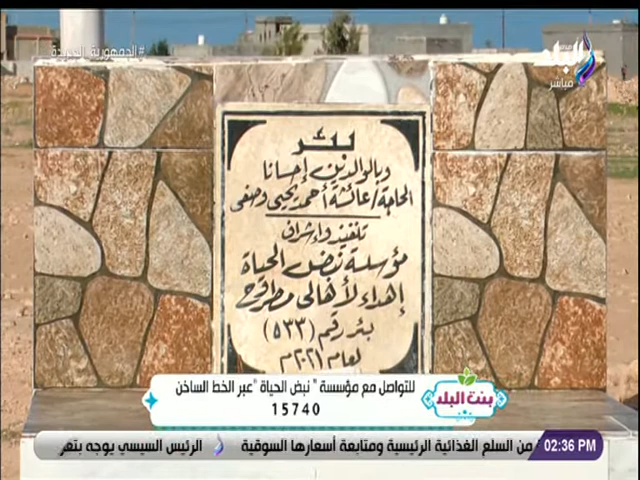 #الجمهورية_الجديدة
صدى
البلد
مباشر
بئر
وبالوالدين إحسانا
الحاجة/عائشة أحمد يحيى وصفى
تنفيذ وإشراف
مؤسسة نبض الحياة
إهداء لأهالى مطروح
بئر رقم (٥٣٣)
لعام ٢٠٢١م
للتواصل مع مؤسسة " نبض الحياة "عبر الخط الساخن
15740
بنت البلد
من السلع الغذائية الرئيسية ومتابعة أسعارها السوقية
الرئيس السيسي يوجه بتعز
02:36 PM